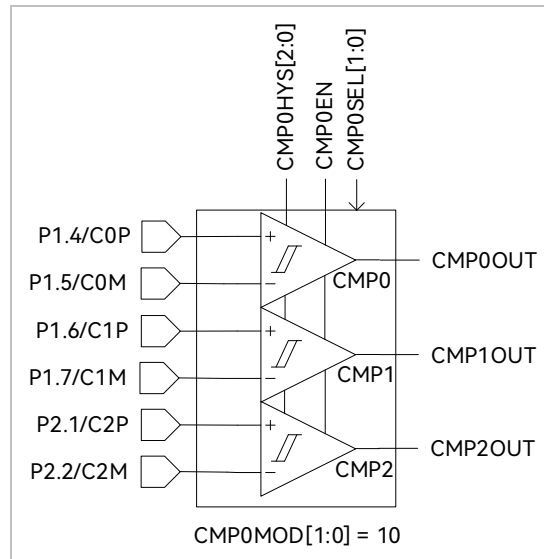 CMP0HYS[2:0]
CMP0EN
CMP0SEL[1:0]
P1.4/C0P
+
CMP0OUT
P1.5/C0M
−
CMP0
P1.6/C1P
+
CMP1OUT
P1.7/C1M
−
CMP1
P2.1/C2P
+
CMP2OUT
P2.2/C2M
−
CMP2
CMP0MOD[1:0] = 10